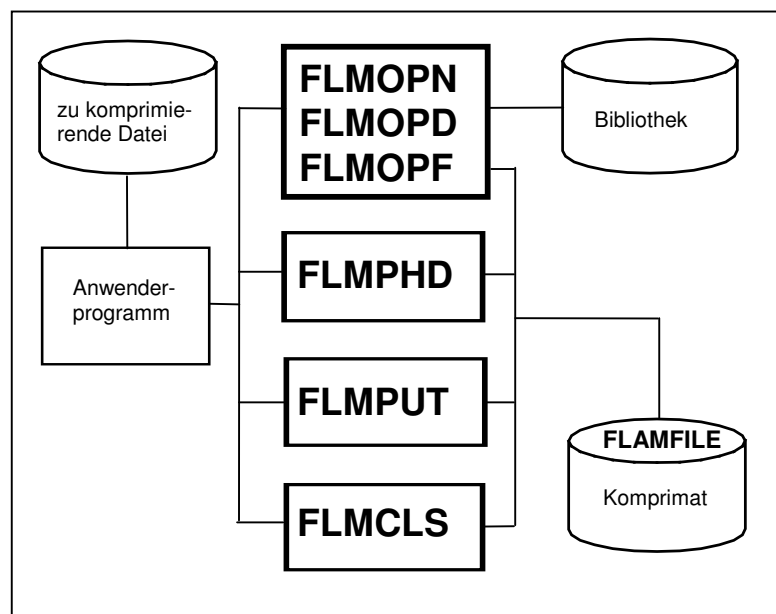 zu komprimie-
rende Datei
FLMOPN
FLMOPD
FLMOPF
Bibliothek
Anwender-
programm
FLMPHD
FLMPUT
FLMCLS
FLAMFILE
Komprimat